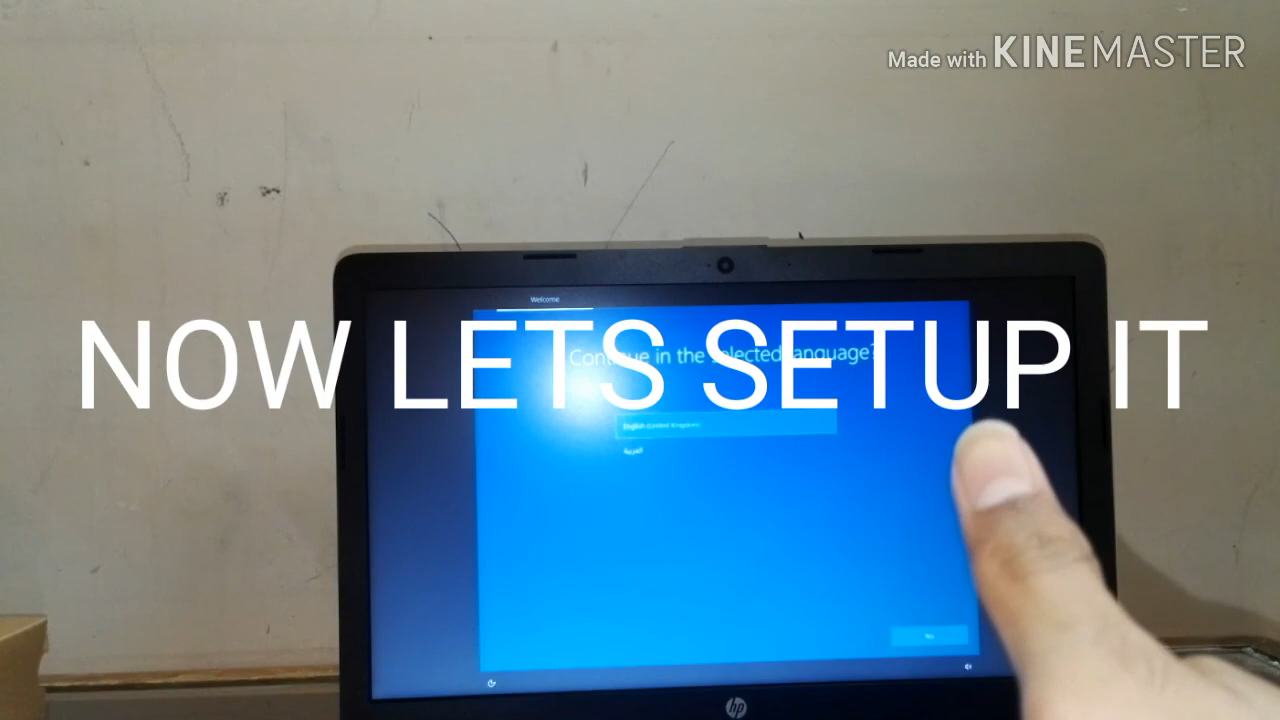 Made with KINEMASTER
Welcome
NOW LETS SETUP IT
Continue in the selected language?
English (United Kingdom)
العربية
Yes
hp